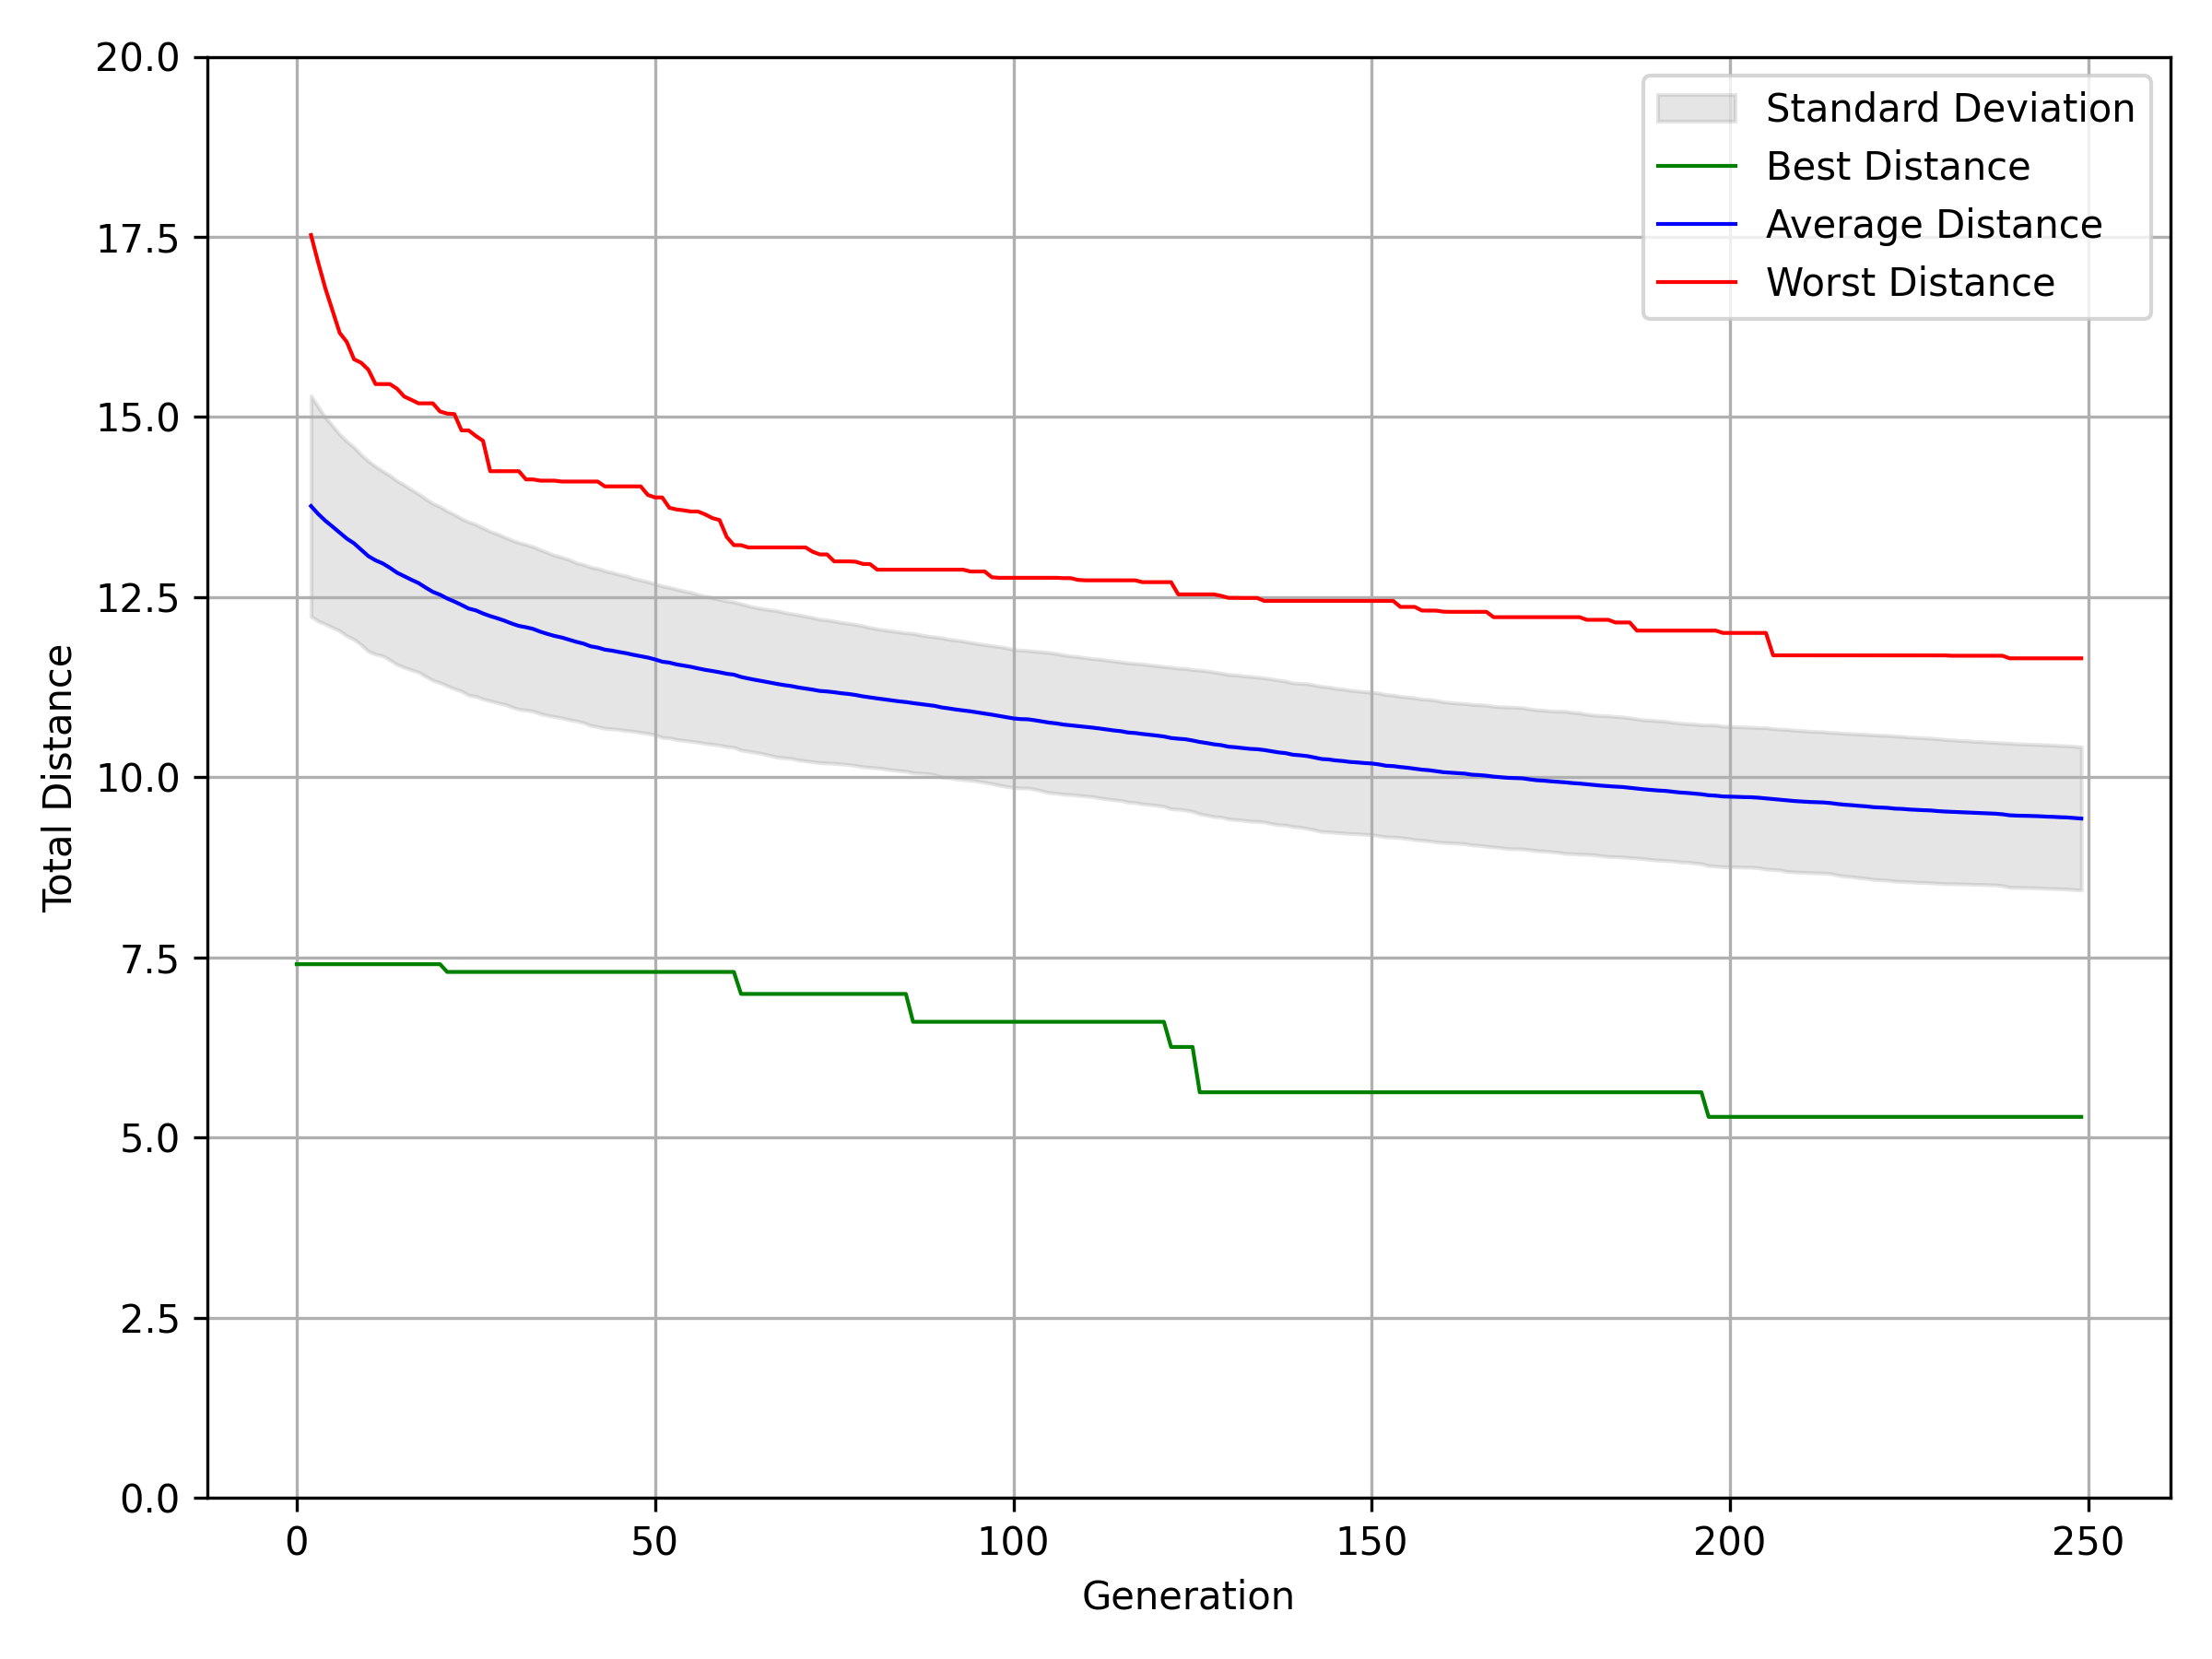 20.0
17.5
15.0
12.5
10.0
7.5
5.0
2.5
0.0
Total Distance
0 50 100 150 200 250
Generation
Standard Deviation
Best Distance
Average Distance
Worst Distance